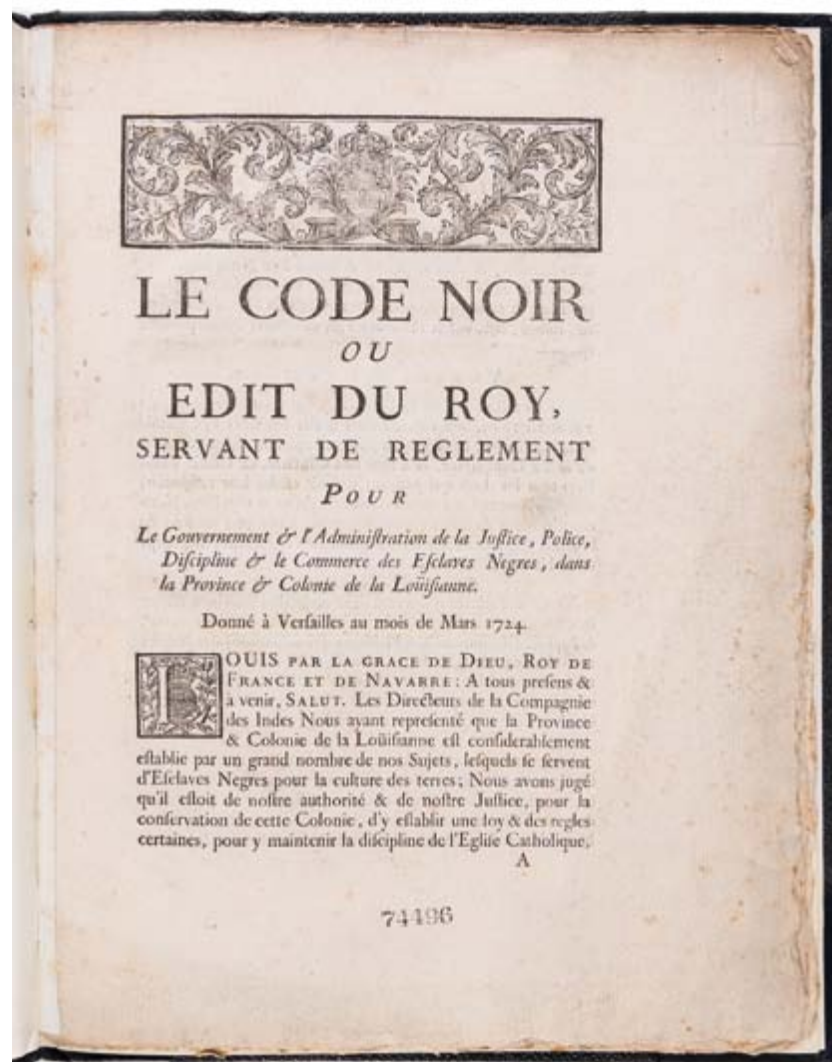 LE CODE NOIR
OU
EDIT DU ROY,
SERVANT DE REGLEMENT
POUR
Le Gouvernement & l'Administration de la Juſtice, Police,
Diſcipline & le Commerce des Eſclaves Negres, dans
la Province & Colonie de la Loüiſianne.
Donné à Verſailles au mois de Mars 1724.
LOUIS PAR LA GRACE DE DIEU, ROY DE
FRANCE ET DE NAVARRE: A tous preſens &
à venir, SALUT. Les Directeurs de la Compagnie
des Indes Nous ayant repreſenté que la Province
& Colonie de la Loüiſianne eſt conſiderablement
eſtablie par un grand nombre de nos Sujets, leſquels ſe ſervent
d'Eſclaves Negres pour la culture des terres; Nous avons jugé
qu'il eſtoit de noſtre authorité & de noſtre Juſtice, pour la
conſervation de cette Colonie, d'y eſtablir une loy & des regles
certaines, pour y maintenir la diſcipline de l'Egliſe Catholique,
A
74496